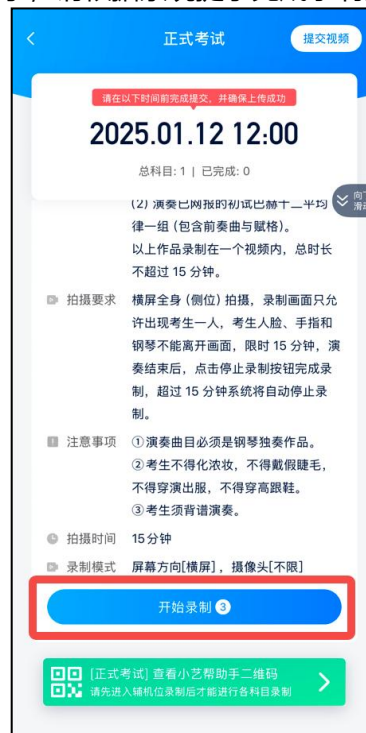 正式考试
提交视频
请在以下时间前完成提交，并确保上传成功
2025.01.12 12:00
总科目: 1 | 已完成: 0
(2) 演奏已网报的初试巴赫十二平均
律一组 (包含前奏曲与赋格)。
以上作品录制在一个视频内，总时长
不超过 15 分钟。
向下
滑动
拍摄要求 横屏全身 (侧位) 拍摄，录制画面只允
许出现考生一人，考生人脸、手指和
钢琴不能离开画面，限时 15 分钟，演
奏结束后，点击停止录制按钮完成录
制，超过 15 分钟系统将自动停止录
制。
注意事项 ①演奏曲目必须是钢琴独奏作品。
②考生不得化浓妆，不得戴假睫毛，
不得穿演出服，不得穿高跟鞋。
③考生须背谱演奏。
拍摄时间 15分钟
录制模式 屏幕方向[横屏]，摄像头[不限]
开始录制 3
[正式考试] 查看小艺帮助手二维码
请先进入辅机位录制后才能进行各科目录制